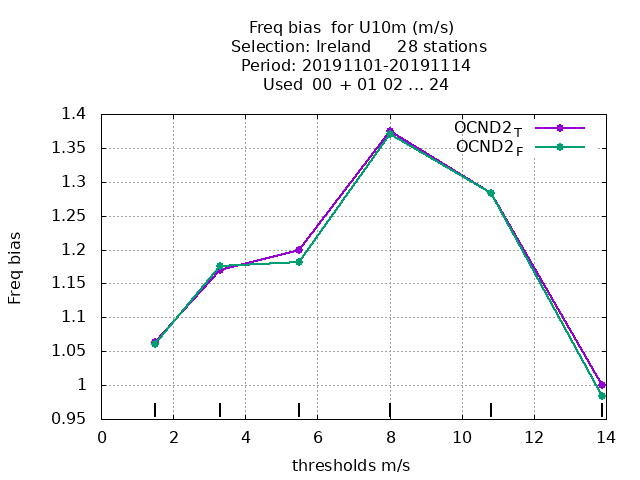 Freq bias  for U10m (m/s)
Selection: Ireland     28 stations
Period: 20191101-20191114
Used  00 + 01 02 ... 24
1.4
1.35
1.3
1.25
1.2
1.15
1.1
1.05
1
0.95
Freq bias
OCND2T
OCND2F
0 2 4 6 8 10 12 14
thresholds m/s